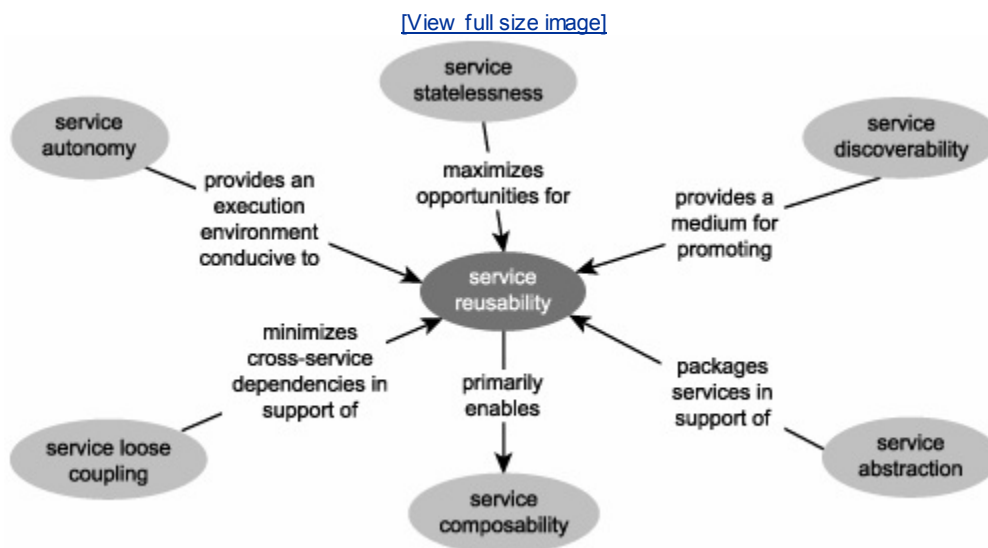 [View full size image]
service
statelessness
service
autonomy
service
discoverability
provides an
execution
environment
conducive to
maximizes
opportunities for
provides a
medium for
promoting
service
reusability
minimizes
cross-service
dependencies in
support of
primarily
enables
packages
services in
support of
service loose
coupling
service
composability
service
abstraction